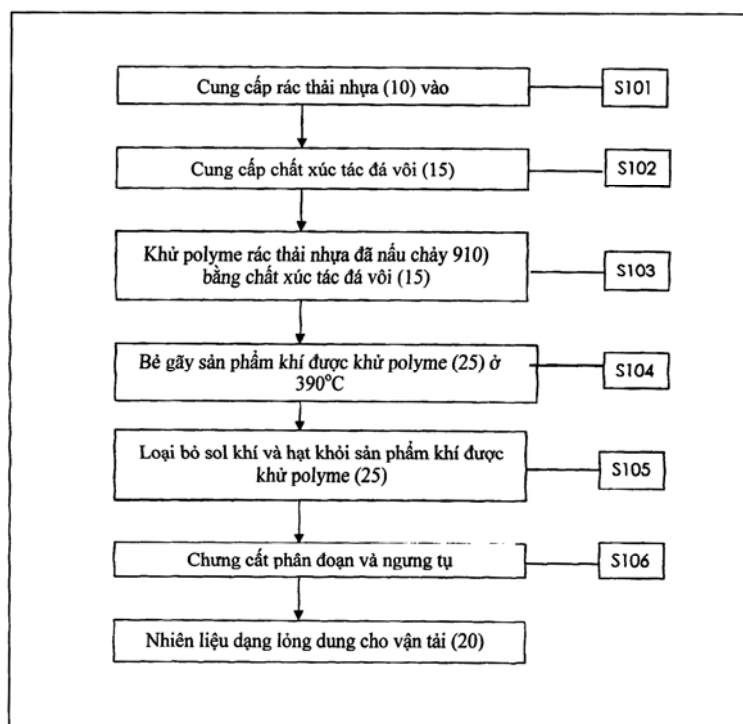 Cung cấp rác thải nhựa (10) vào
S101
Cung cấp chất xúc tác đá vôi (15)
S102
Khử polyme rác thải nhựa đã nấu chảy 910)
bằng chất xúc tác đá vôi (15)
S103
Bẻ gãy sản phẩm khí được khử polyme (25) ở
390°C
S104
Loại bỏ sol khí và hạt khỏi sản phẩm khí được
khử polyme (25)
S105
Chưng cất phân đoạn và ngưng tụ
S106
Nhiên liệu dạng lỏng dung cho vận tải (20)